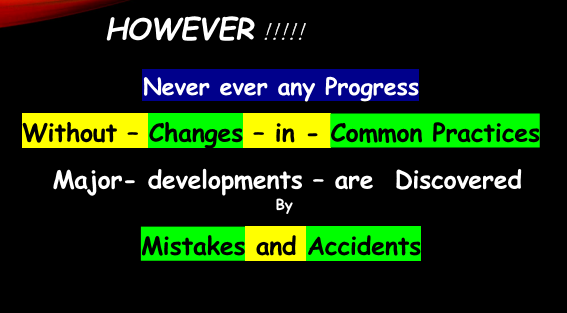 HOWEVER !!!!!
Never ever any Progress
Without – Changes – in - Common Practices
Major- developments – are Discovered
By
Mistakes and Accidents